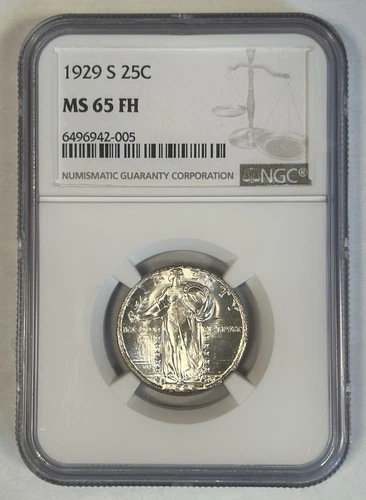 1929 S 25C
MS 65 FH
6496942-005
NUMISMATIC GUARANTY CORPORATION
NGC®